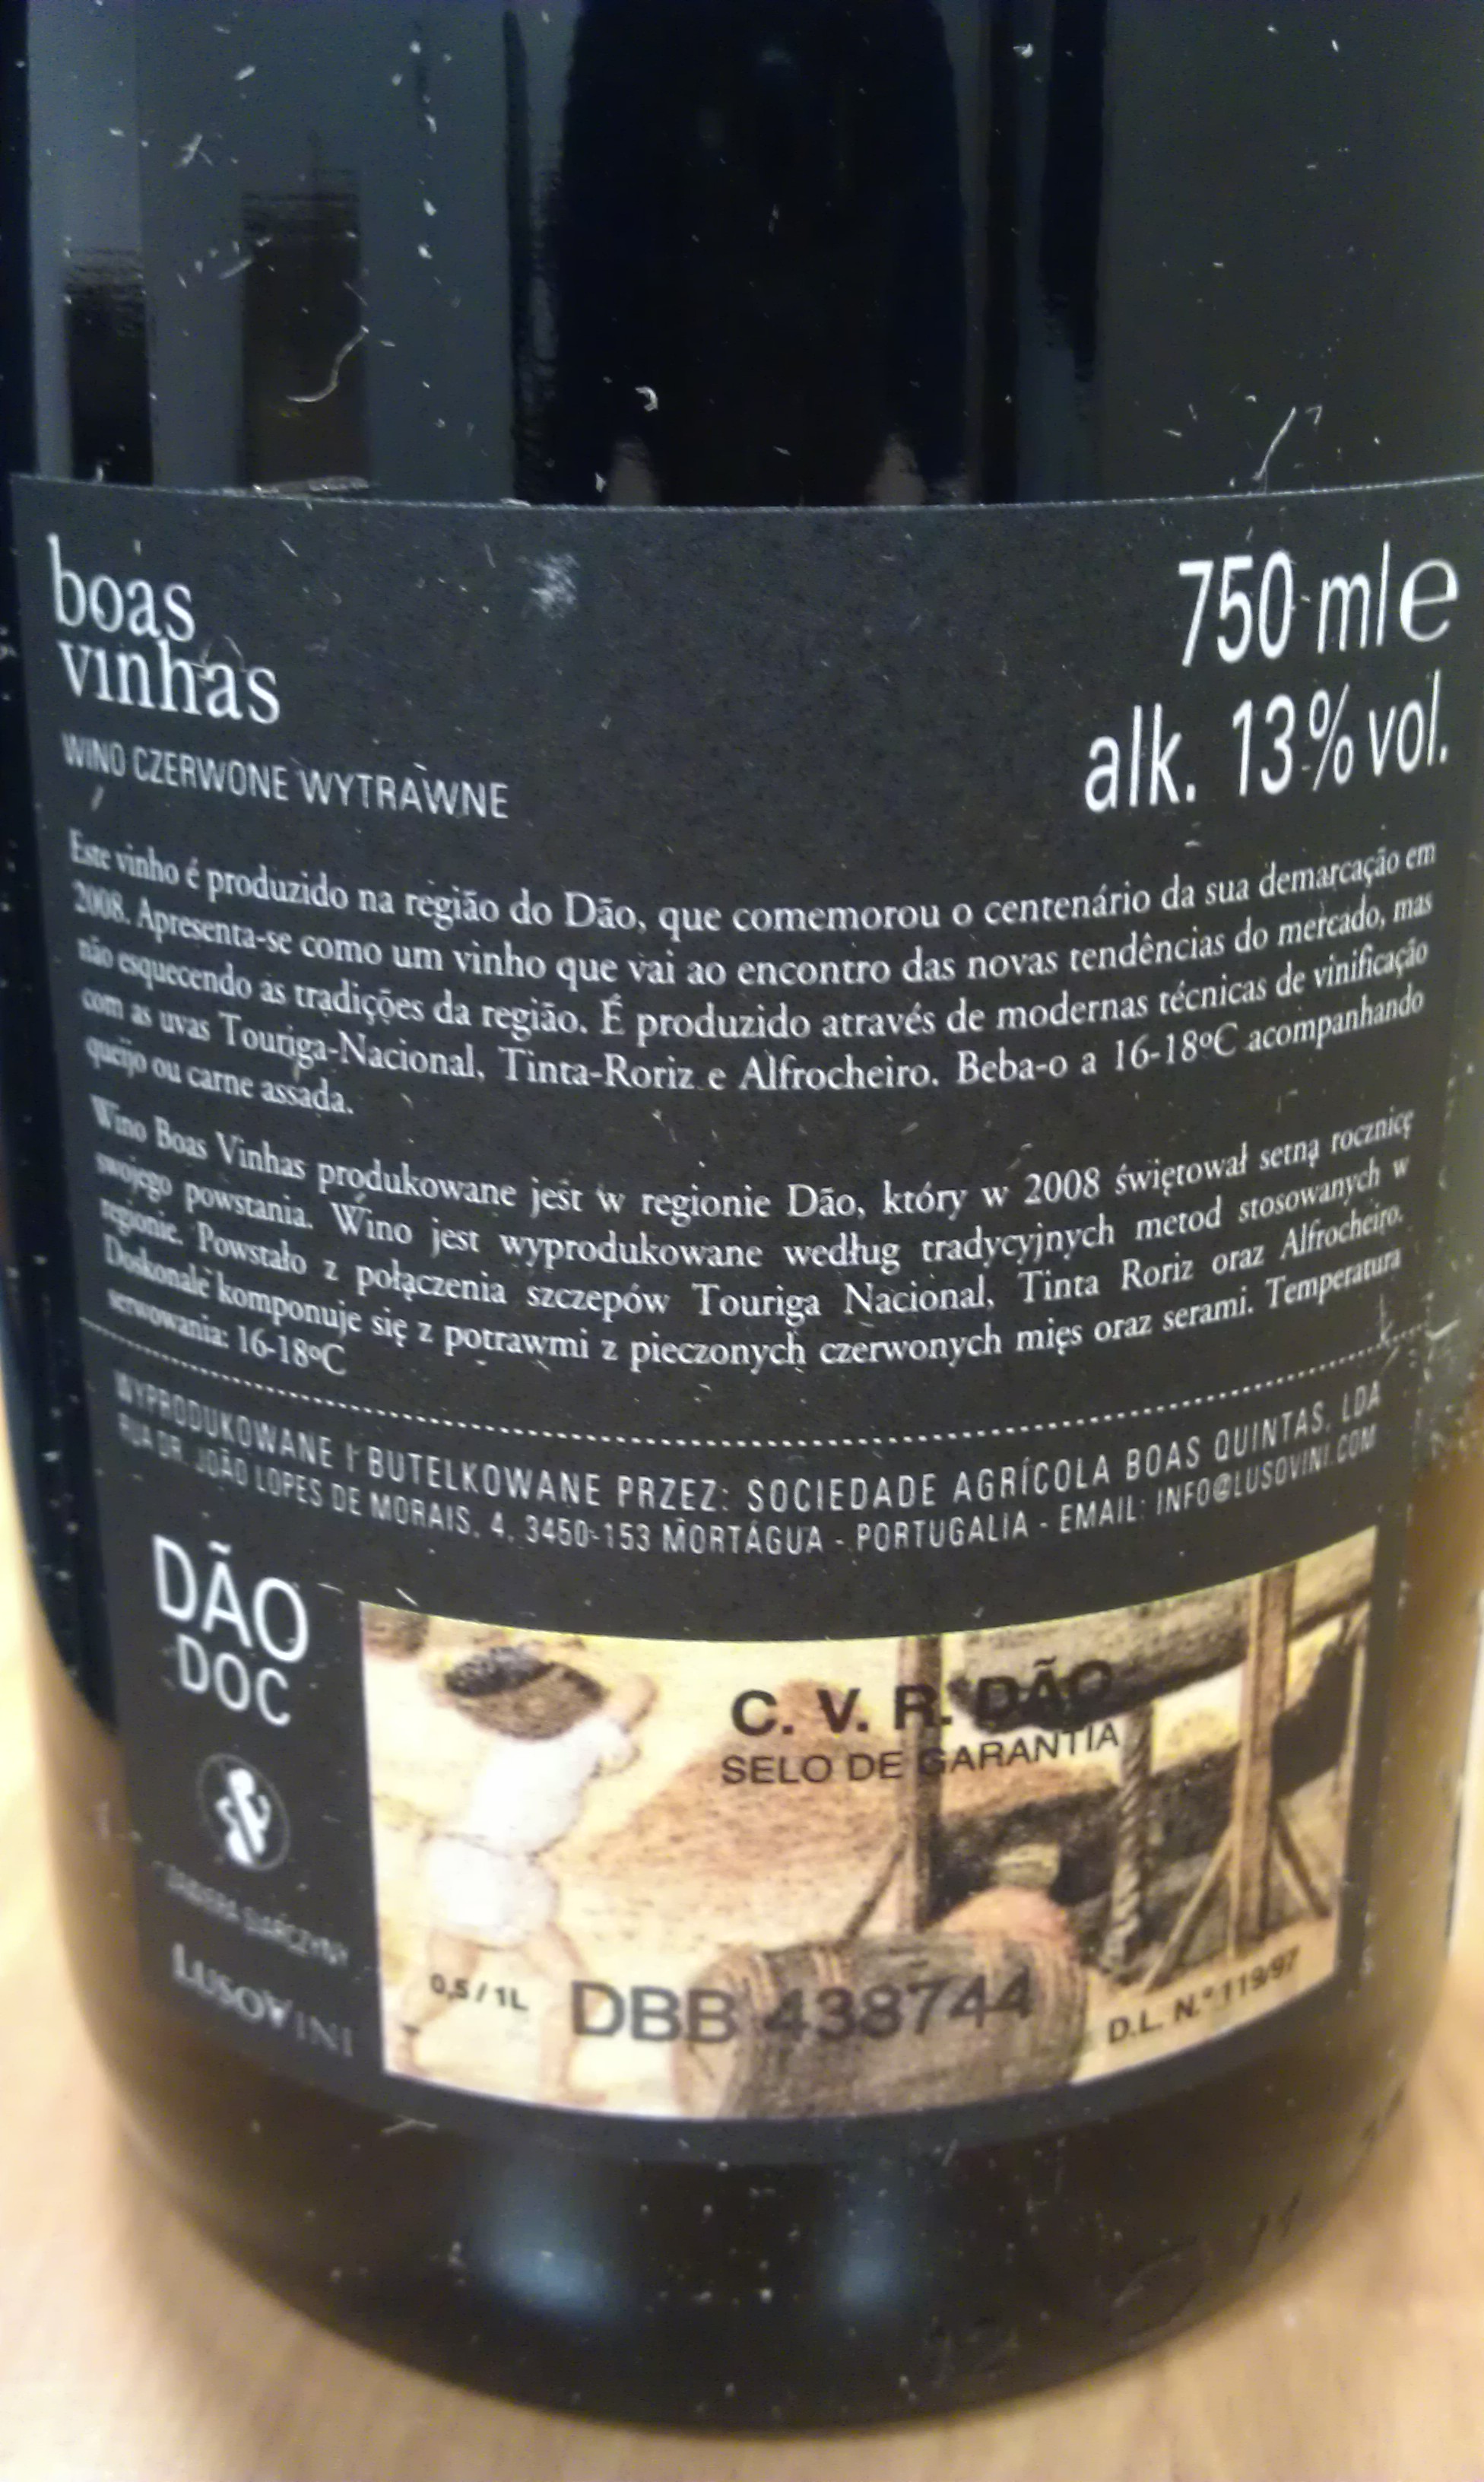 boas
vinhas
750 ml e
alk. 13% vol.
WINO CZERWONE WYTRAWNE
Este vinho é produzido na região do Dão, que comemorou o centenário da sua demarcação em
2008. Apresenta-se como um vinho que vai ao encontro das novas tendências do mercado, mas
não esquecendo as tradições da região. É produzido através de modernas técnicas de vinificação
com as uvas Touriga-Nacional, Tinta-Roriz e Alfrocheiro. Beba-o a 16-18ºC acompanhando
queijo ou carne assada.
Wino Boas Vinhas produkowane jest w regionie Dão, który w 2008 świętował setną rocznicę
swojego powstania. Wino jest wyprodukowane według tradycyjnych metod stosowanych w
regionie. Powstało z połączenia szczepów Touriga Nacional, Tinta Roriz oraz Alfrocheiro.
Doskonale komponuje się z potrawmi z pieczonych czerwonych mięs oraz serami. Temperatura
serwowania: 16-18ºC
WYPRODUKOWANE I BUTELKOWANE PRZEZ: SOCIEDADE AGRÍCOLA BOAS QUINTAS, LDA
RUA DR. JOÃO LOPES DE MORAIS, 4, 3450-153 MORTÁGUA - PORTUGALIA - EMAIL: INFO@LUSOVINI.COM
DÃO
DOC
C. V. R. DÃO
SELO DE GARANTIA
ZAWIERA SIARCZYNY
LUSOVINI
0,5 / 1L
DBB 438744
D.L. N.º 119/97